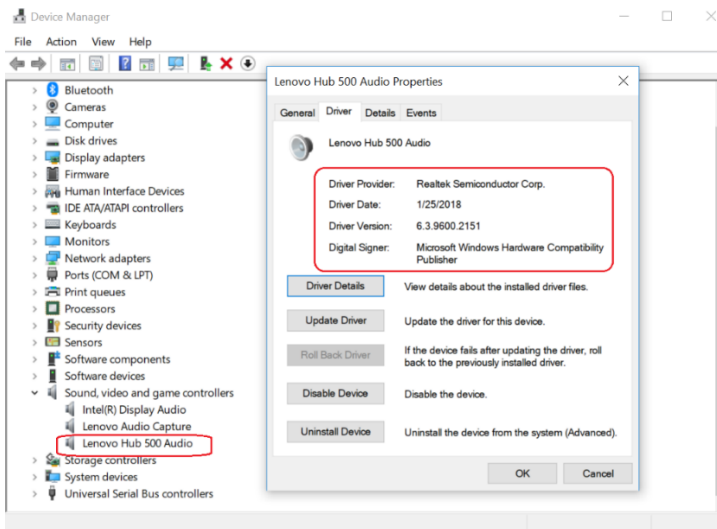 Device Manager
File Action View Help
Bluetooth
Cameras
Computer
Disk drives
Display adapters
Firmware
Human Interface Devices
IDE ATA/ATAPI controllers
Keyboards
Monitors
Network adapters
Ports (COM & LPT)
Print queues
Processors
Security devices
Sensors
Software components
Software devices
Sound, video and game controllers
Intel(R) Display Audio
Lenovo Audio Capture
Lenovo Hub 500 Audio
Storage controllers
System devices
Universal Serial Bus controllers
Lenovo Hub 500 Audio Properties
General Driver Details Events
Lenovo Hub 500 Audio
Driver Provider: Realtek Semiconductor Corp.
Driver Date: 1/25/2018
Driver Version: 6.3.9600.2151
Digital Signer: Microsoft Windows Hardware Compatibility
Publisher
Driver Details View details about the installed driver files.
Update Driver Update the driver for this device.
Roll Back Driver If the device fails after updating the driver, roll
back to the previously installed driver.
Disable Device Disable the device.
Uninstall Device Uninstall the device from the system (Advanced).
OK Cancel